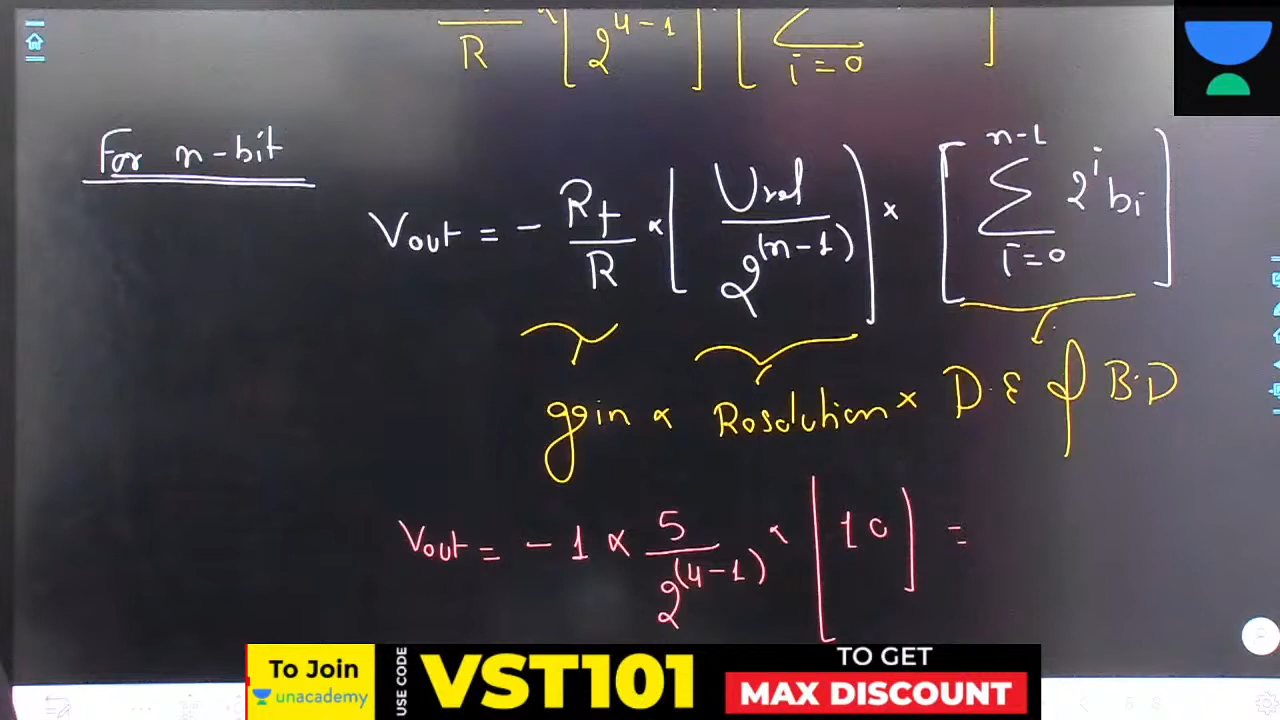 R [2^(4-1)] [Σ i=0]
For n-bit
Vout = - Rf/R × [Vref/2^(n-1)] × [Σ i=0 n-1 2^i bi]
gain × Resolution × D.E of B.D
Vout = -1 × 5/2^(4-1) × [10] =
To Join
unacademy
USE CODE
VST101
TO GET
MAX DISCOUNT